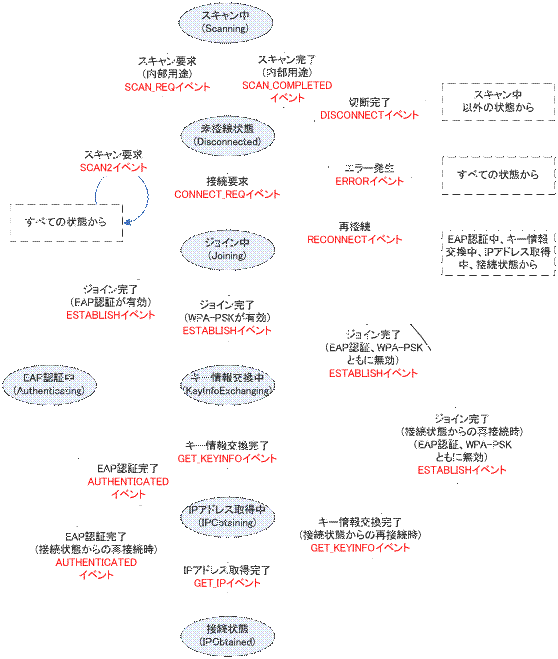 スキャン中
(Scanning)
スキャン要求
(内部用途)
SCAN_REQイベント
スキャン完了
(内部用途)
SCAN_COMPLETED
イベント
切断完了
DISCONNECTイベント
スキャン中
以外の状態から
未接続状態
(Disconnected)
スキャン要求
SCAN2イベント
接続要求
CONNECT_REQイベント
エラー発生
ERRORイベント
すべての状態から
すべての状態から
再接続
RECONNECTイベント
EAP認証中、キー情報
交換中、IPアドレス取得
中、接続状態から
ジョイン中
(Joining)
ジョイン完了
(EAP認証が有効)
ESTABLISHイベント
ジョイン完了
(WPA-PSKが有効)
ESTABLISHイベント
ジョイン完了
(EAP認証、WPA-PSK
ともに無効)
ESTABLISHイベント
EAP認証中
(Authenticating)
キー情報交換中
(KayInfoExchanging)
ジョイン完了
(接続状態からの再接続時)
(EAP認証、WPA-PSK
ともに無効)
ESTABLISHイベント
キー情報交換完了
GET_KEYINFOイベント
EAP認証完了
AUTHENTICATED
イベント
IPアドレス取得中
(IPObtaining)
キー情報交換完了
(接続状態からの再接続時)
GET_KEYINFOイベント
EAP認証完了
(接続状態からの再接続時)
AUTHENTICATED
イベント
IPアドレス取得完了
GET_IPイベント
接続状態
(IPObtained)